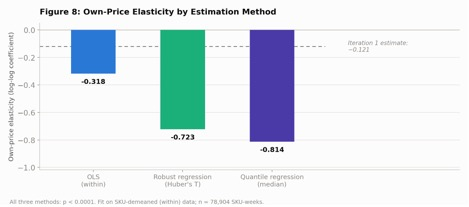 Figure 8: Own-Price Elasticity by Estimation Method
Own-price elasticity (log-log coefficient)
0.0
−0.2
−0.4
−0.6
−0.8
−1.0
Iteration 1 estimate:
−0.121
-0.318
-0.723
-0.814
OLS
(within)
Robust regression
(Huber's T)
Quantile regression
(median)
All three methods: p < 0.0001. Fit on SKU-demeaned (within) data; n = 78,904 SKU-weeks.